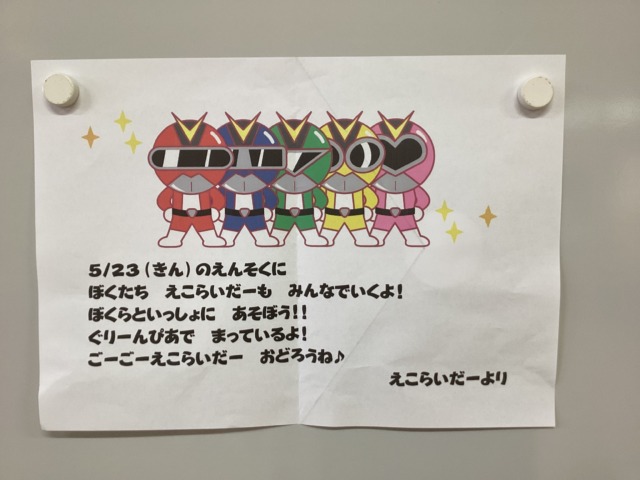 5/23(きん)のえんそくに
ぼくたち　えこらいだーも　みんなでいくよ!
ぼくらといっしょに　あそぼう!!
ぐりーんぴあで　まっているよ!
ごーごーえこらいだー　おどろうね♪
えこらいだーより